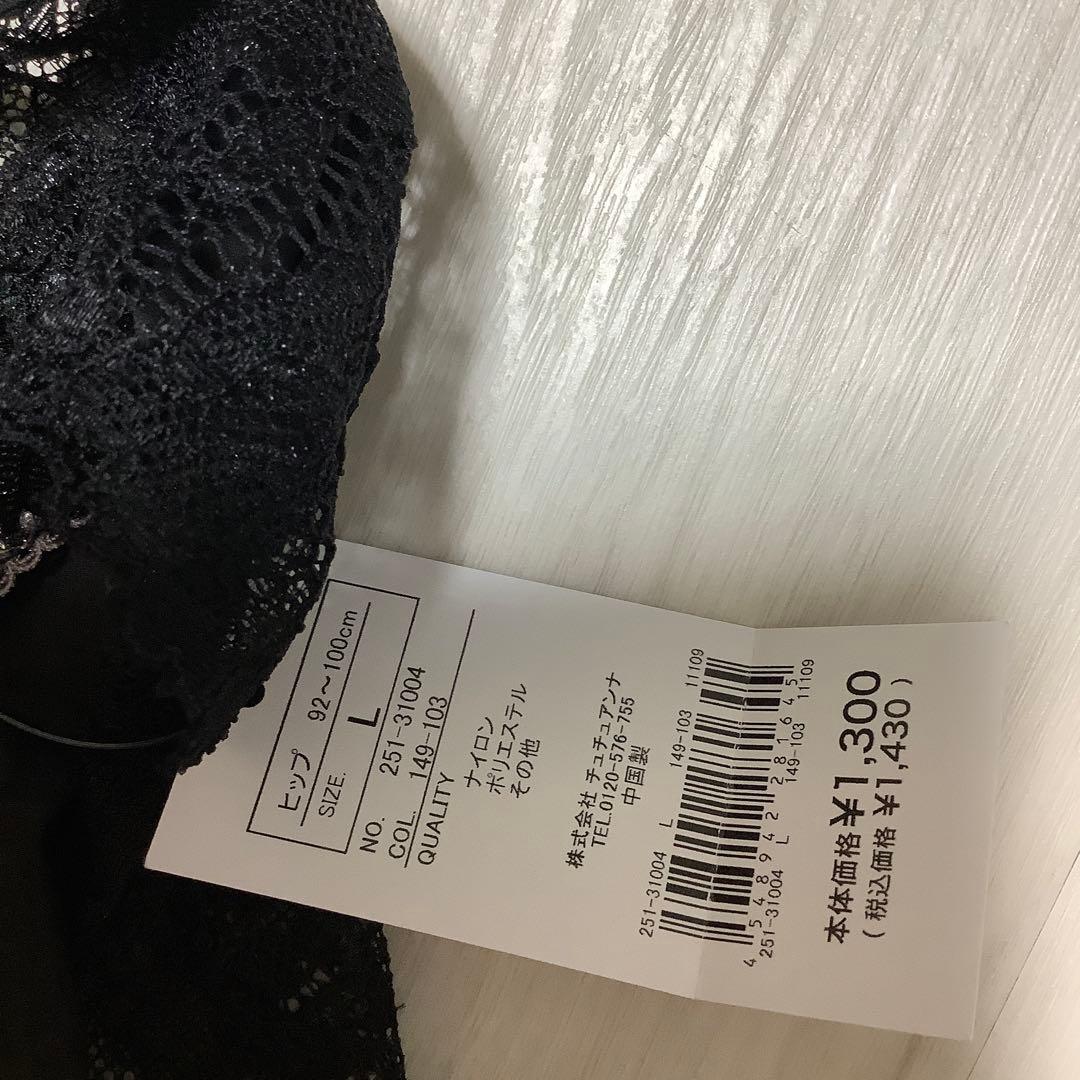 ヒップ 92～100cm
SIZE. L
NO. 251-31004
COL. 149-103
QUALITY
ナイロン
ポリエステル
その他
株式会社 チュチュアンナ
TEL.0120-576-755
中国製
251-31004 L 149-103 11109
4 548942 281645
251-31004 L 149-103 11109
本体価格¥1,300
( 税込価格 ¥1,430 )